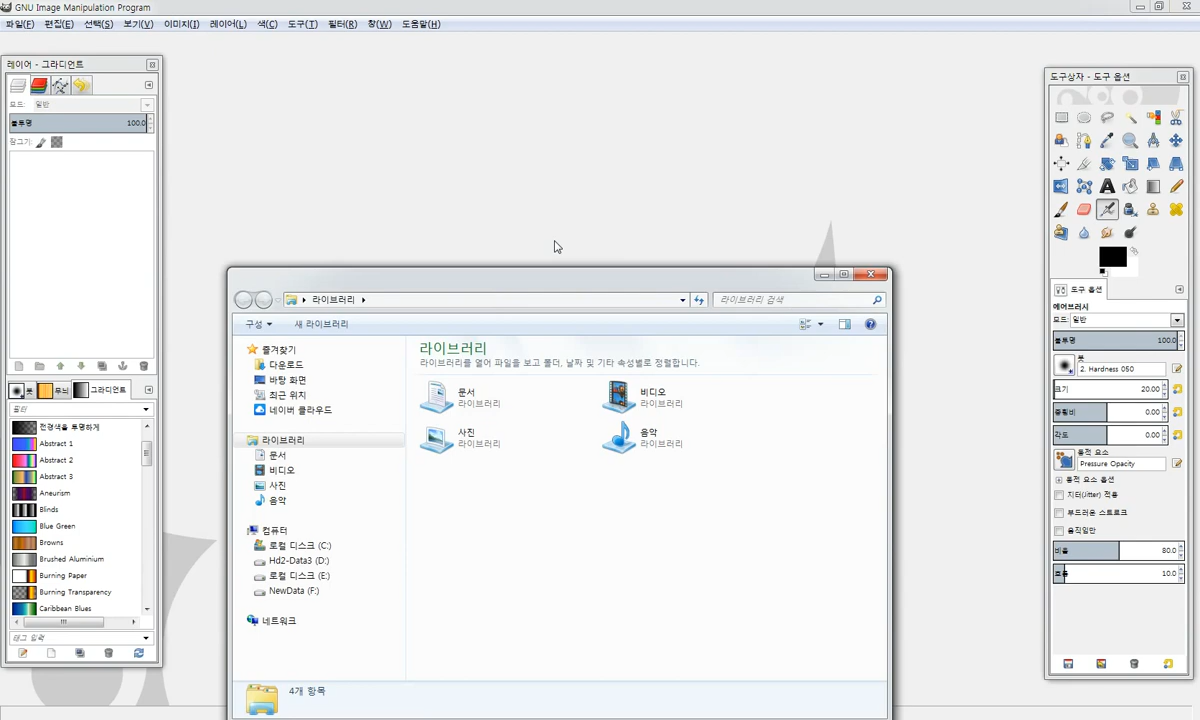 GNU Image Manipulation Program
파일(F) 편집(E) 선택(S) 보기(V) 이미지(I) 레이어(L) 색(C) 도구(T) 필터(R) 창(W) 도움말(H)
레이어 - 그라디언트
모드: 일반
불투명 100.0
잠그기:
붓 무늬 그라디언트
필터
전경색을 투명하게
Abstract 1
Abstract 2
Abstract 3
Aneurism
Blinds
Blue Green
Browns
Brushed Aluminium
Burning Paper
Burning Transparency
Caribbean Blues
태그 입력
라이브러리
라이브러리 검색
구성 새 라이브러리
즐겨찾기
다운로드
바탕 화면
최근 위치
네이버 클라우드
라이브러리
문서
비디오
사진
음악
컴퓨터
로컬 디스크 (C:)
Hd2-Data3 (D:)
로컬 디스크 (E:)
NewData (F:)
네트워크
라이브러리
라이브러리를 열어 파일을 보고 폴더, 날짜 및 기타 속성별로 정렬합니다.
문서
라이브러리
비디오
라이브러리
사진
라이브러리
음악
라이브러리
4개 항목
도구상자 - 도구 옵션
도구 옵션
에어브러시
모드: 일반
불투명 100.0
붓
2. Hardness 050
크기 20.00
종횡비 0.00
각도 0.00
동적 요소
Pressure Opacity
동적 요소 옵션
지터(Jitter) 적용
부드러운 스트로크
움직임만
비율 80.0
흐름 10.0